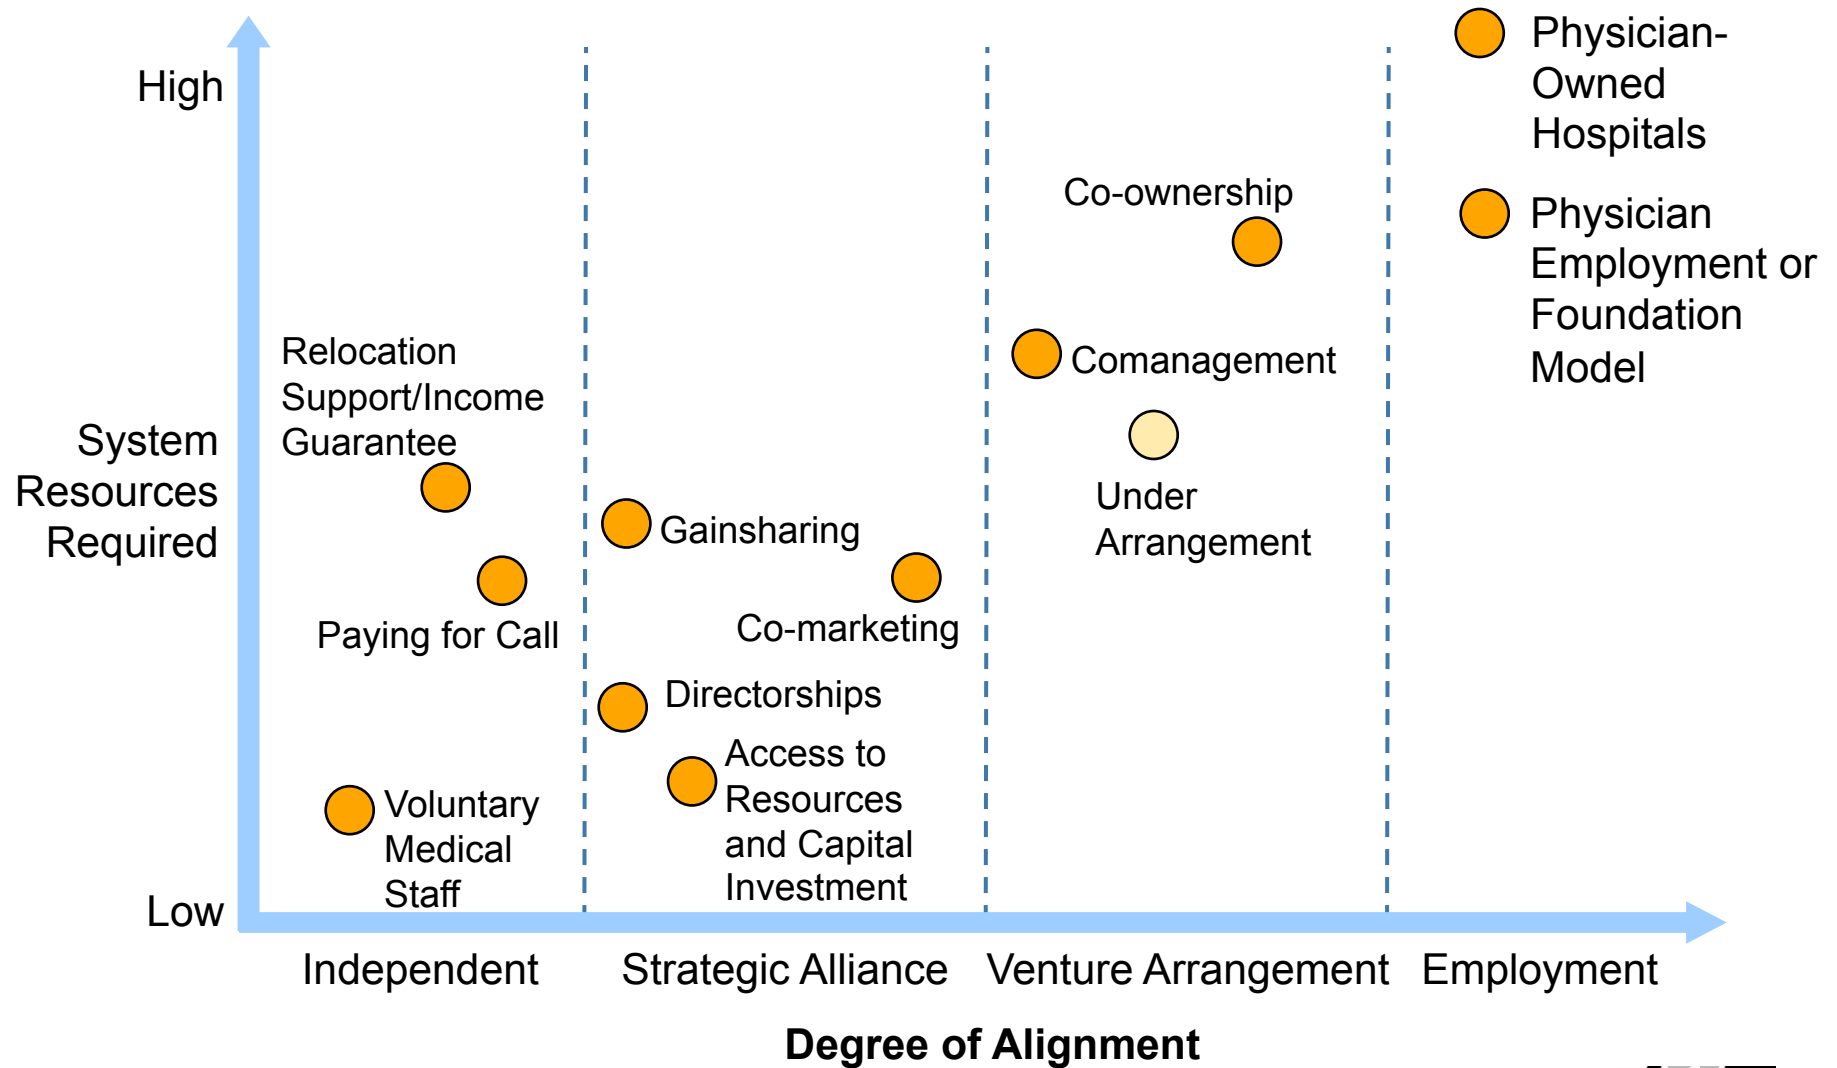 Physician-
Owned
Hospitals
High
Co-ownership
Physician
Employment or
Foundation
Model
Relocation
Support/Income
Guarantee
Comanagement
System
Resources
Required
Under
Arrangement
Gainsharing
Paying for Call
Co-marketing
Directorships
Access to
Resources
and Capital
Investment
Voluntary
Medical
Staff
Low
Independent
Strategic Alliance
Venture Arrangement
Employment
Degree of Alignment